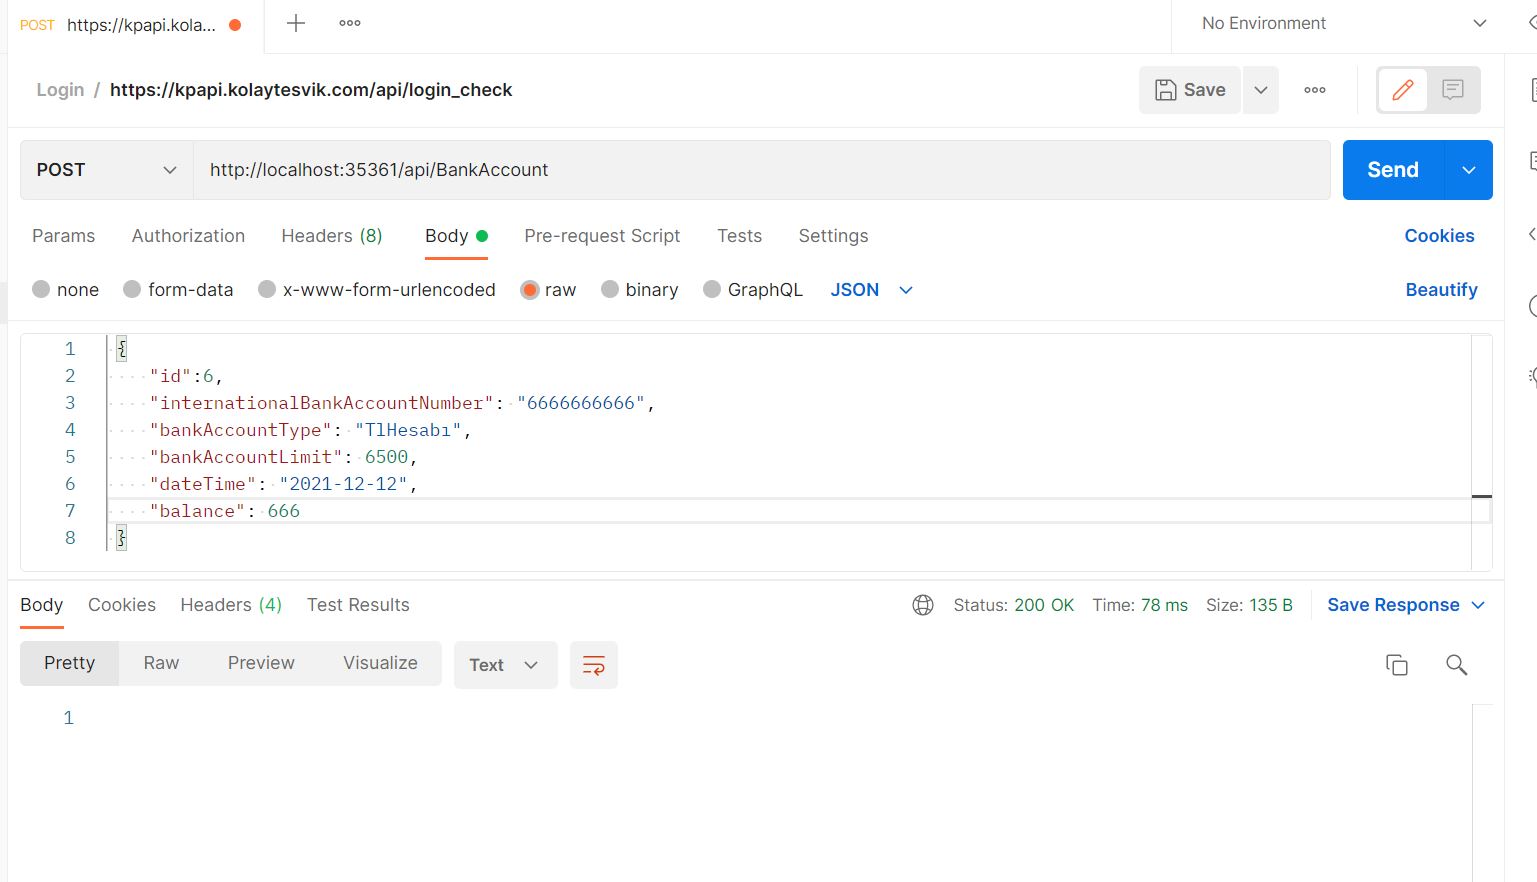 POST https://kpapi.kola... No Environment
Login / https://kpapi.kolaytesvik.com/api/login_check Save
POST http://localhost:35361/api/BankAccount Send
Params Authorization Headers (8) Body Pre-request Script Tests Settings Cookies
none form-data x-www-form-urlencoded raw binary GraphQL JSON Beautify
1 {
2 "id":6,
3 "internationalBankAccountNumber": "6666666666",
4 "bankAccountType": "TlHesabı",
5 "bankAccountLimit": 6500,
6 "dateTime": "2021-12-12",
7 "balance": 666
8 }
Body Cookies Headers (4) Test Results Status: 200 OK Time: 78 ms Size: 135 B Save Response
Pretty Raw Preview Visualize Text
1